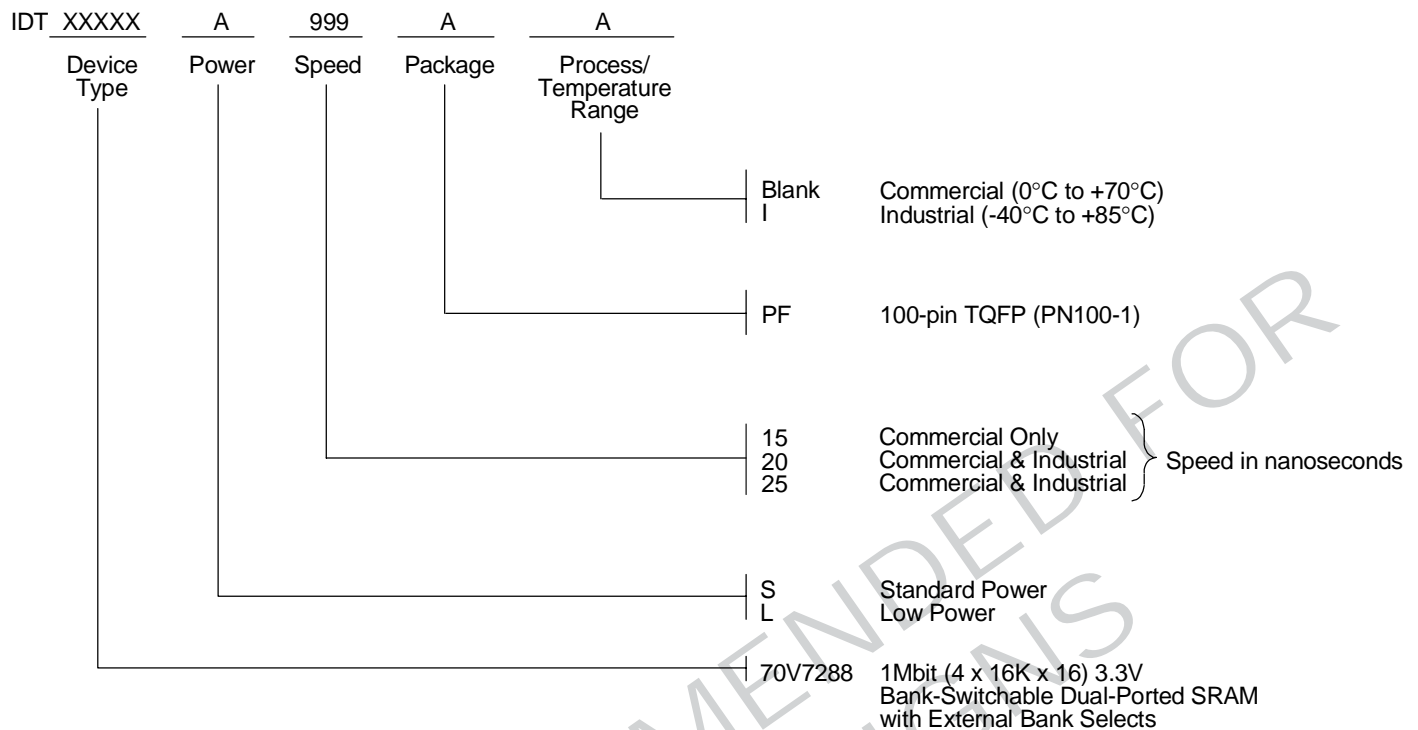 IDT XXXXX A 999 A A
Device Type Power Speed Package Process/ Temperature Range
Blank Commercial (0°C to +70°C)
I Industrial (-40°C to +85°C)
PF 100-pin TQFP (PN100-1)
15 Commercial Only
20 Commercial & Industrial
25 Commercial & Industrial
Speed in nanoseconds
S Standard Power
L Low Power
70V7288 1Mbit (4 x 16K x 16) 3.3V
Bank-Switchable Dual-Ported SRAM
with External Bank Selects
FOR